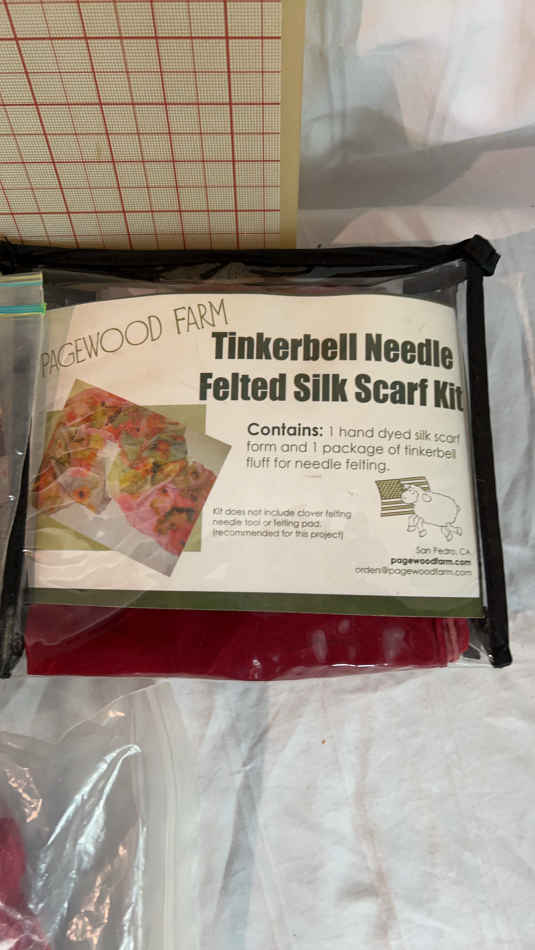 PAGEWOOD FARM
Tinkerbell Needle
Felted Silk Scarf Kit
Contains: 1 hand dyed silk scarf
form and 1 package of tinkerbell
fluff for needle felting.
Kit does not include clover felting
needle tool or felting pad.
(recommended for this project)
San Pedro, CA
pagewoodfarm.com
orders@pagewoodfarm.com